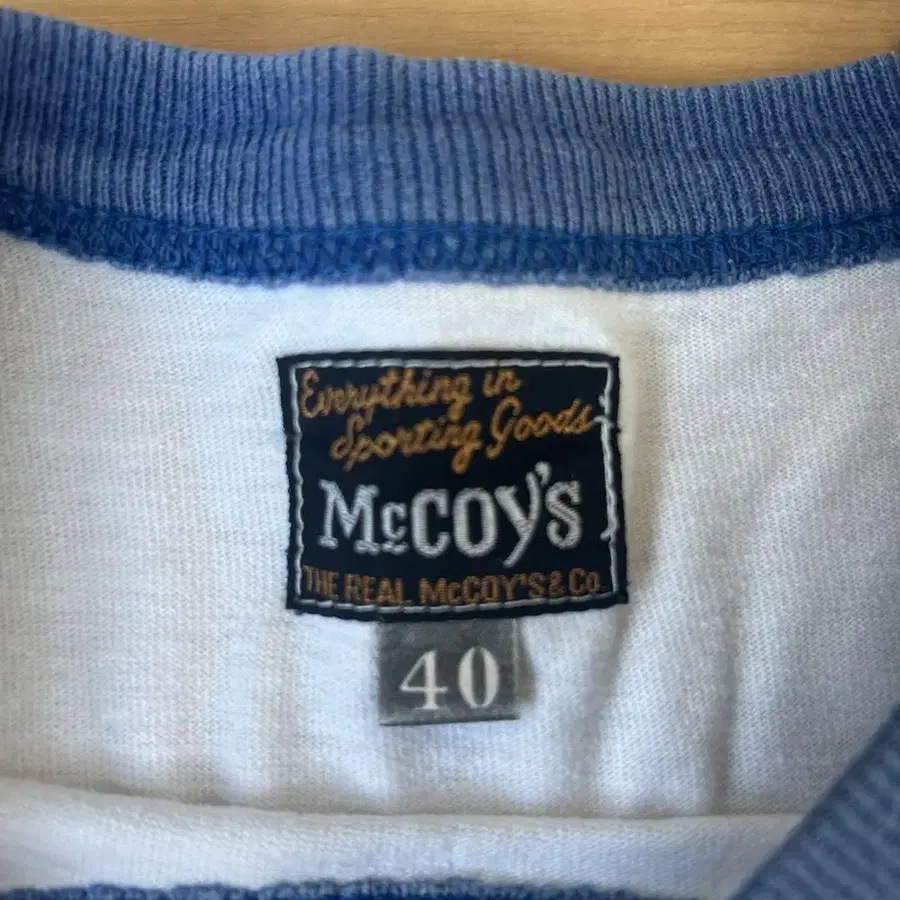 Everything in
Sporting Goods
McCOY'S
THE REAL McCOY'S & Co.
40